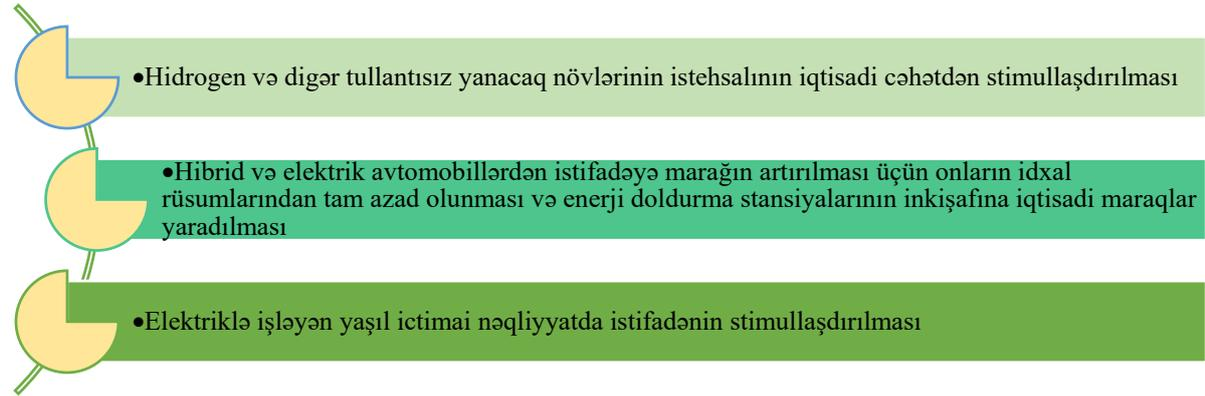 •Hidrogen və digər tullantısız yanacaq növlərinin istehsalının iqtisadi cəhətdən stimullaşdırılması
•Hibrid və elektrik avtomobillərdən istifadəyə marağın artırılması üçün onların idxal
rüsumlarından tam azad olunması və enerji doldurma stansiyalarının inkişafına iqtisadi maraqlar
yaradılması
•Elektriklə işləyən yaşıl ictimai nəqliyyatda istifadənin stimullaşdırılması